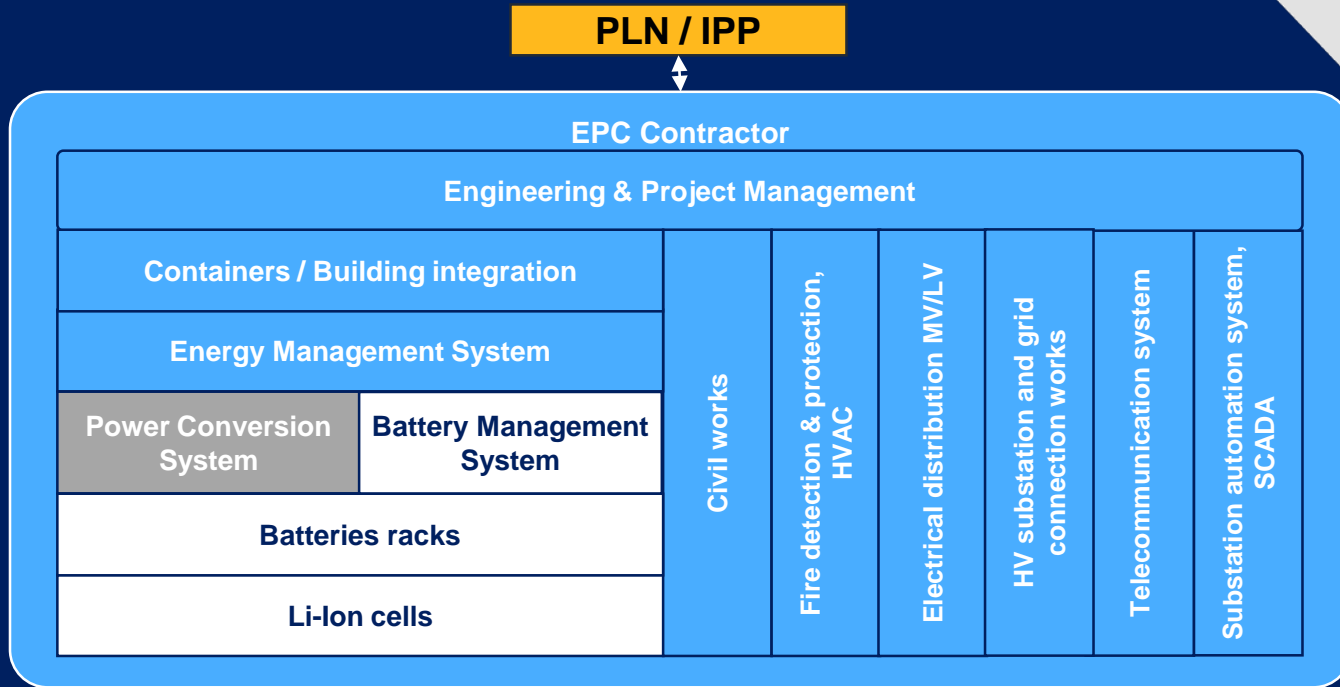 PLN / IPP
EPC Contractor
Engineering & Project Management
Containers / Building integration
Energy Management System
Power Conversion
System
Battery Management
System
Batteries racks
Li-Ion cells
Civil works
Fire detection & protection,
HVAC
Electrical distribution MV/LV
HV substation and grid
connection works
Telecommunication system
Substation automation system,
SCADA